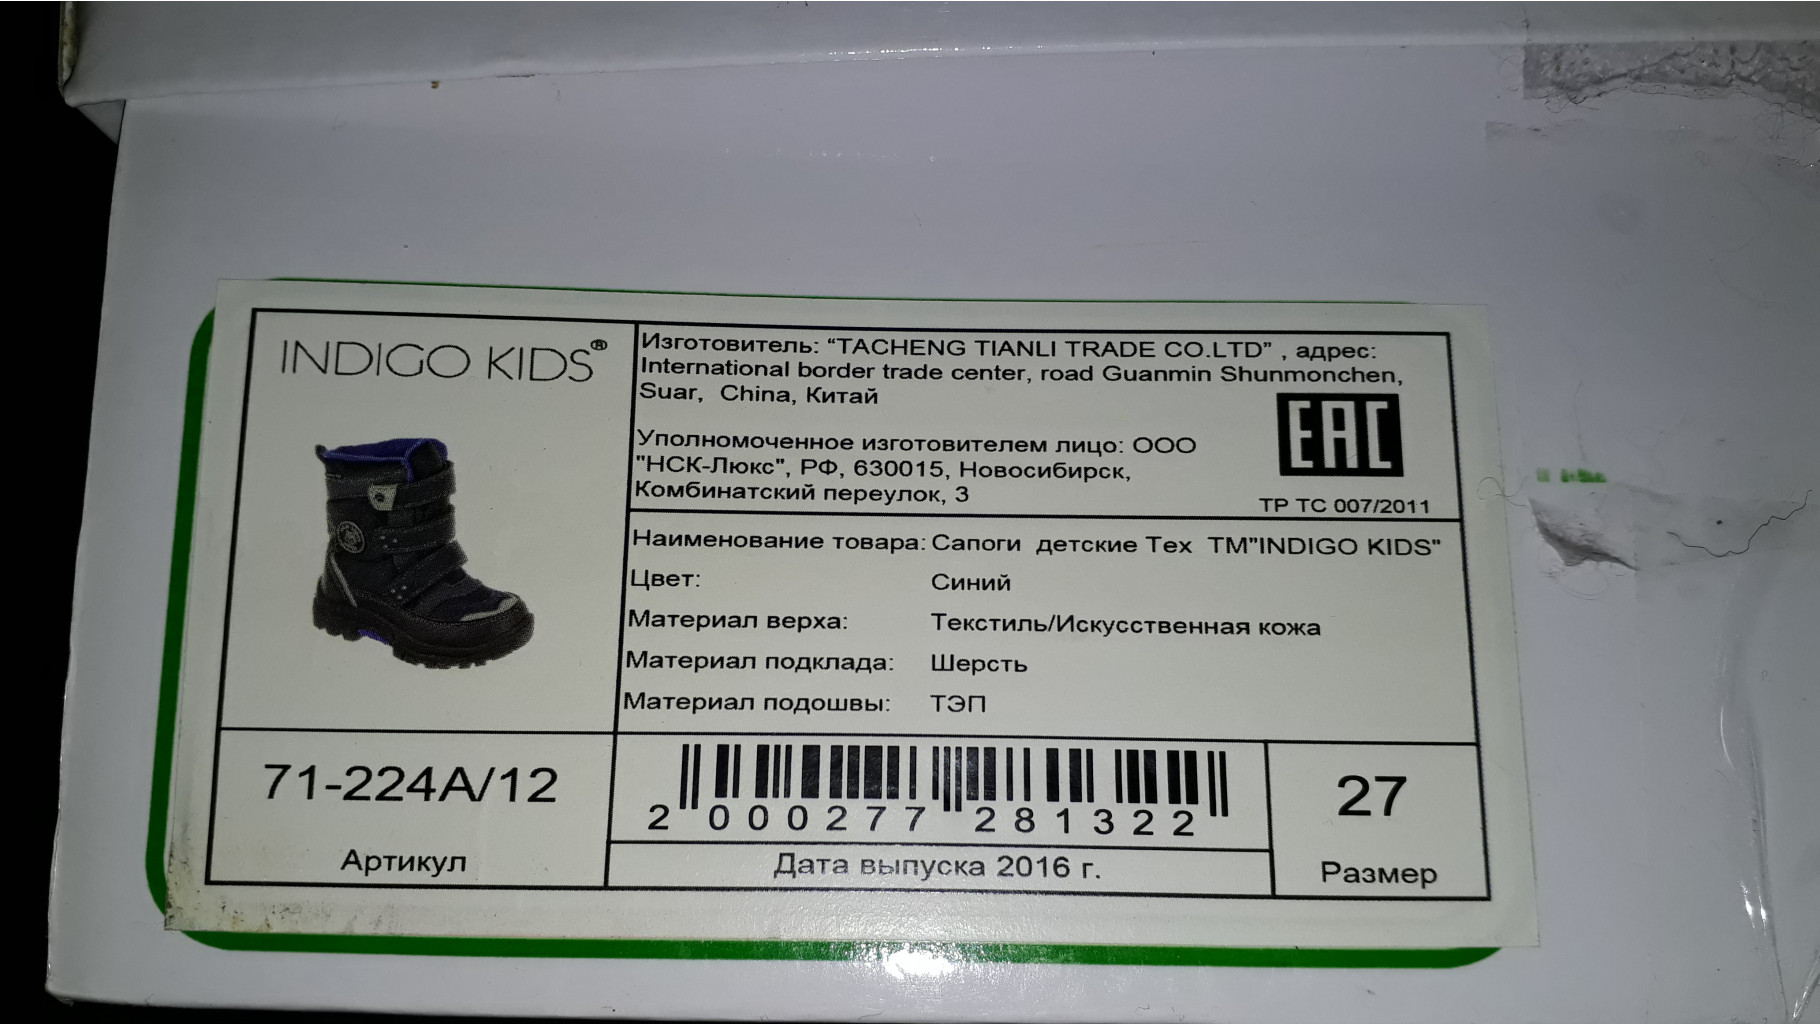 INDIGO KIDS®
Изготовитель: “TACHENG TIANLI TRADE CO.LTD” , адрес:
International border trade center, road Guanmin Shunmonchen,
Suar, China, Китай
Уполномоченное изготовителем лицо: ООО
"НСК-Люкс", РФ, 630015, Новосибирск,
Комбинатский переулок, 3
EAC
ТР ТС 007/2011
Наименование товара: Сапоги детские Тех ТМ"INDIGO KIDS"
Цвет: Синий
Материал верха: Текстиль/Искусственная кожа
Материал подклада: Шерсть
Материал подошвы: ТЭП
71-224A/12
Артикул
2 000277 281322
Дата выпуска 2016 г.
27
Размер